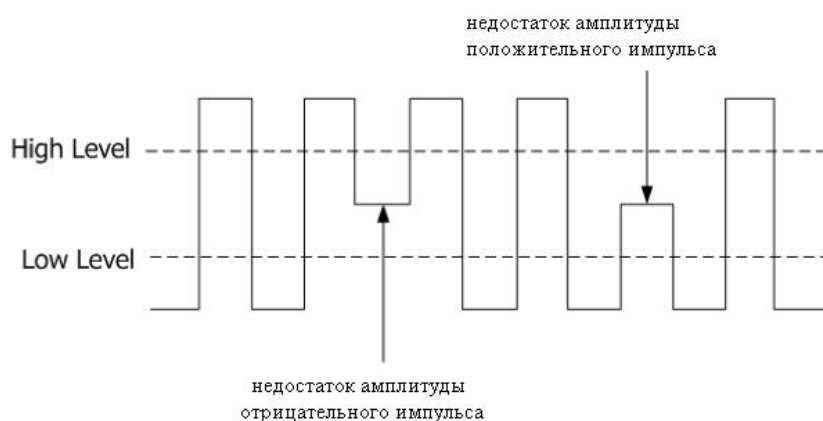 недостаток амплитуды
положительного импульса
High Level
Low Level
недостаток амплитуды
отрицательного импульса